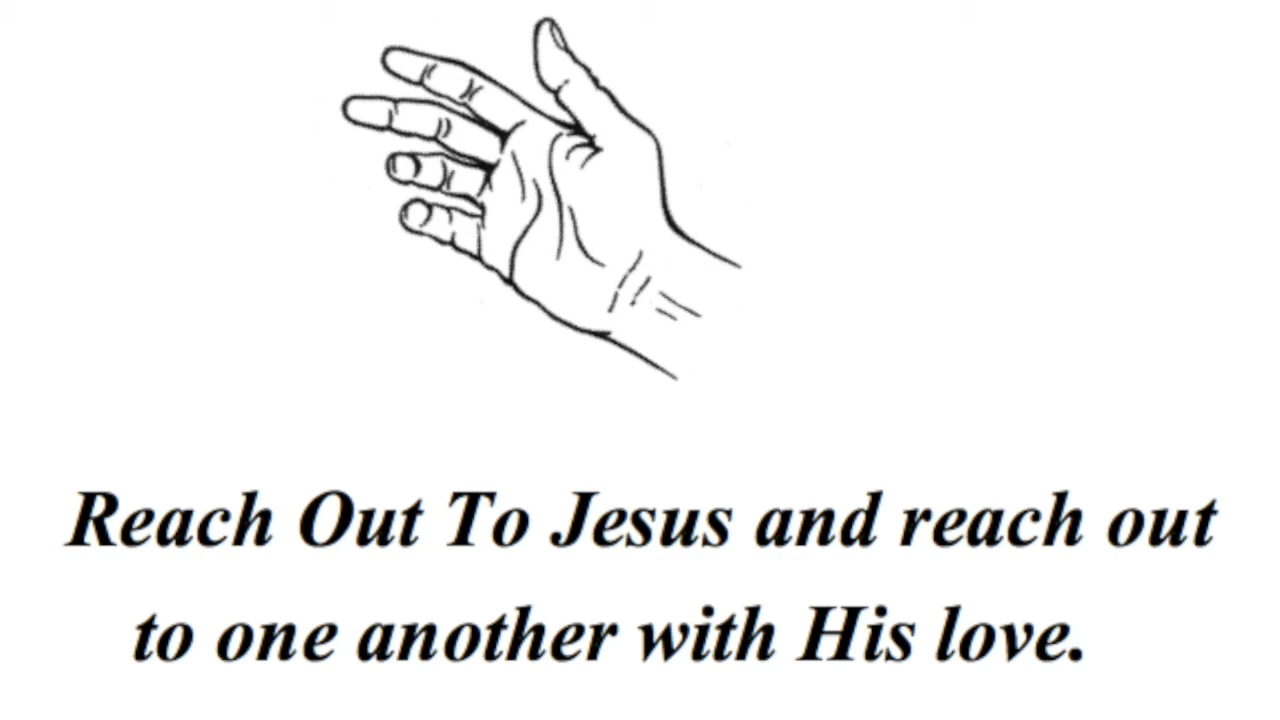 Reach Out To Jesus and reach out
to one another with His love.